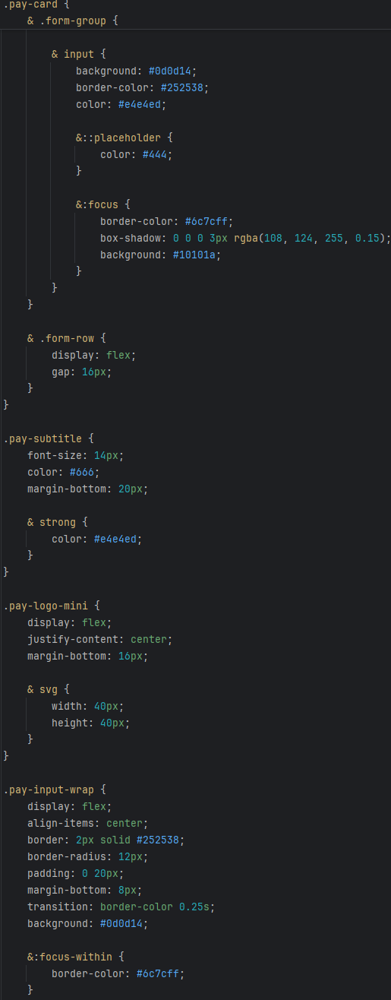 .pay-card {
& .form-group {
& input {
background: #0d0d14;
border-color: #252538;
color: #e4e4ed;
&::placeholder {
color: #444;
}
&:focus {
border-color: #6c7cff;
box-shadow: 0 0 0 3px rgba(108, 124, 255, 0.15);
background: #10101a;
}
}
}
& .form-row {
display: flex;
gap: 16px;
}
}
.pay-subtitle {
font-size: 14px;
color: #666;
margin-bottom: 20px;
& strong {
color: #e4e4ed;
}
}
.pay-logo-mini {
display: flex;
justify-content: center;
margin-bottom: 16px;
& svg {
width: 40px;
height: 40px;
}
}
.pay-input-wrap {
display: flex;
align-items: center;
border: 2px solid #252538;
border-radius: 12px;
padding: 0 20px;
margin-bottom: 8px;
transition: border-color 0.25s;
background: #0d0d14;
&:focus-within {
border-color: #6c7cff;
}